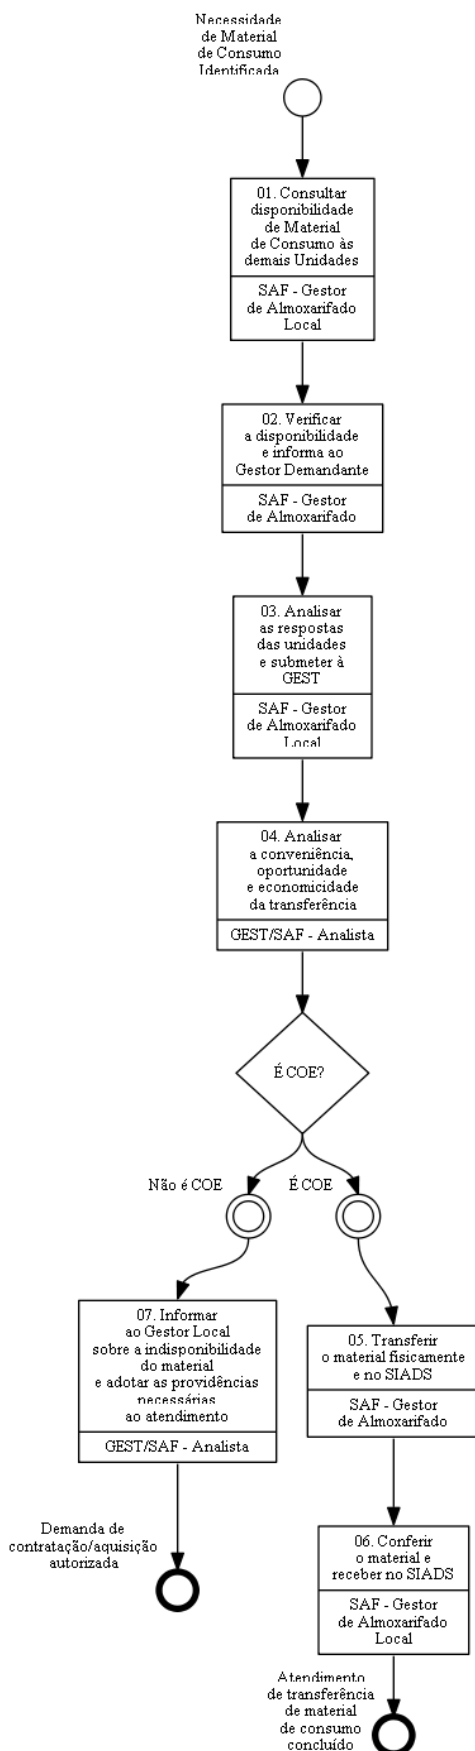 Necessidade
de Material
de Consumo
Identificada
01. Consultar
disponibilidade
de Material
de Consumo às
demais Unidades
SAF - Gestor
de Almoxarifado
Local
02. Verificar
a disponibilidade
e informa ao
Gestor Demandante
SAF - Gestor
de Almoxarifado
03. Analisar
as respostas
das unidades
e submeter à
GEST
SAF - Gestor
de Almoxarifado
Local
04. Analisar
a conveniência,
oportunidade
e economicidade
da transferência
GEST/SAF - Analista
É COE?
Não é COE
É COE
07. Informar
ao Gestor Local
sobre a indisponibilidade
do material
e adotar as providências
necessárias
ao atendimento
GEST/SAF - Analista
05. Transferir
o material fisicamente
e no SIADS
SAF - Gestor
de Almoxarifado
Demanda de
contratação/aquisição
autorizada
06. Conferir
o material e
receber no SIADS
SAF - Gestor
de Almoxarifado
Local
Atendimento
de transferência
de material
de consumo
concluído